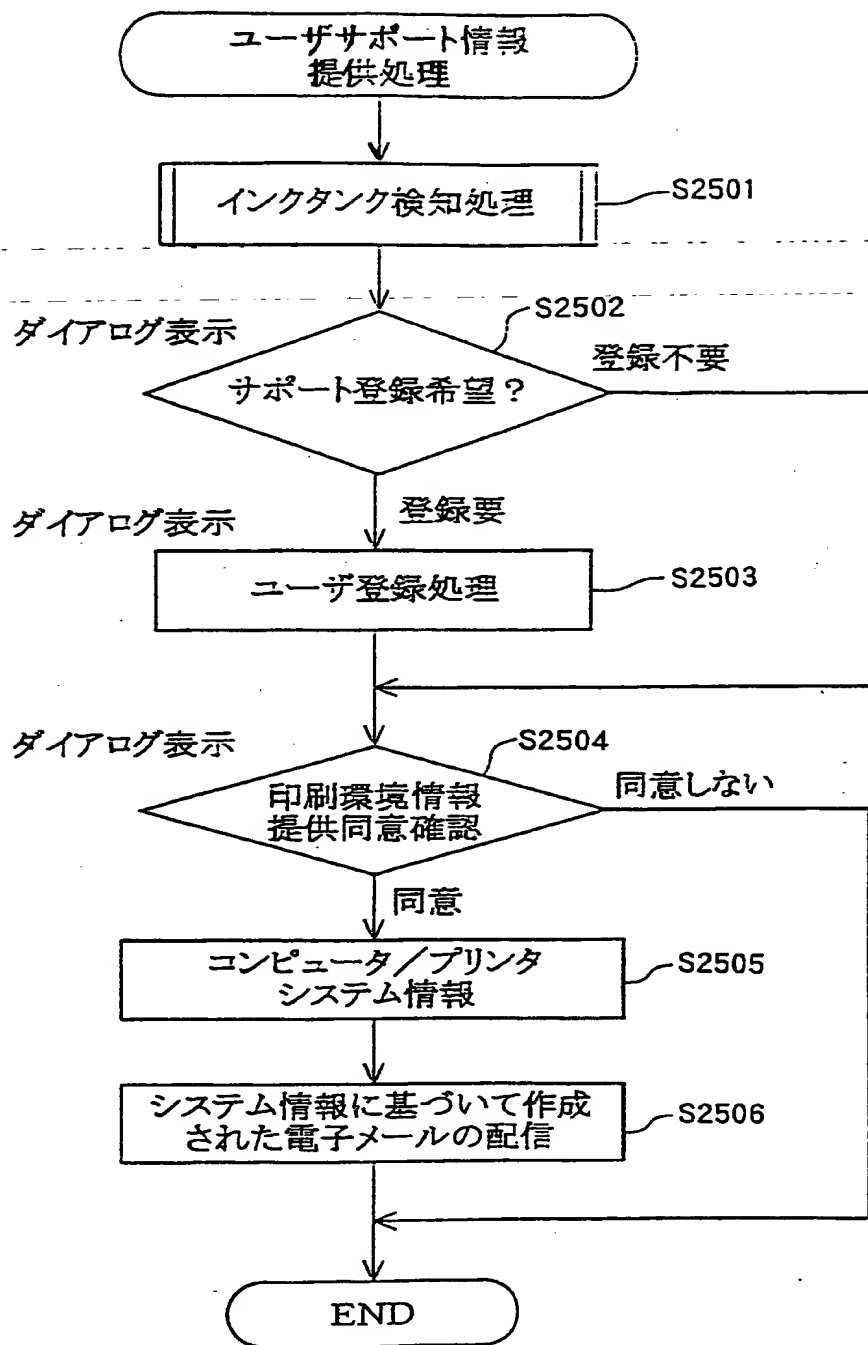 ユーザサポート情報
提供処理
インクタンク検知処理
S2501
S2502
ダイアログ表示
登録不要
サポート登録希望?
登録要
ダイアログ表示
ユーザ登録処理
S2503
ダイアログ表示
S2504
印刷環境情報
提供同意確認
同意しない
同意
コンピュータ/プリンタ
システム情報
S2505
システム情報に基づいて作成
された電子メールの配信
S2506
END